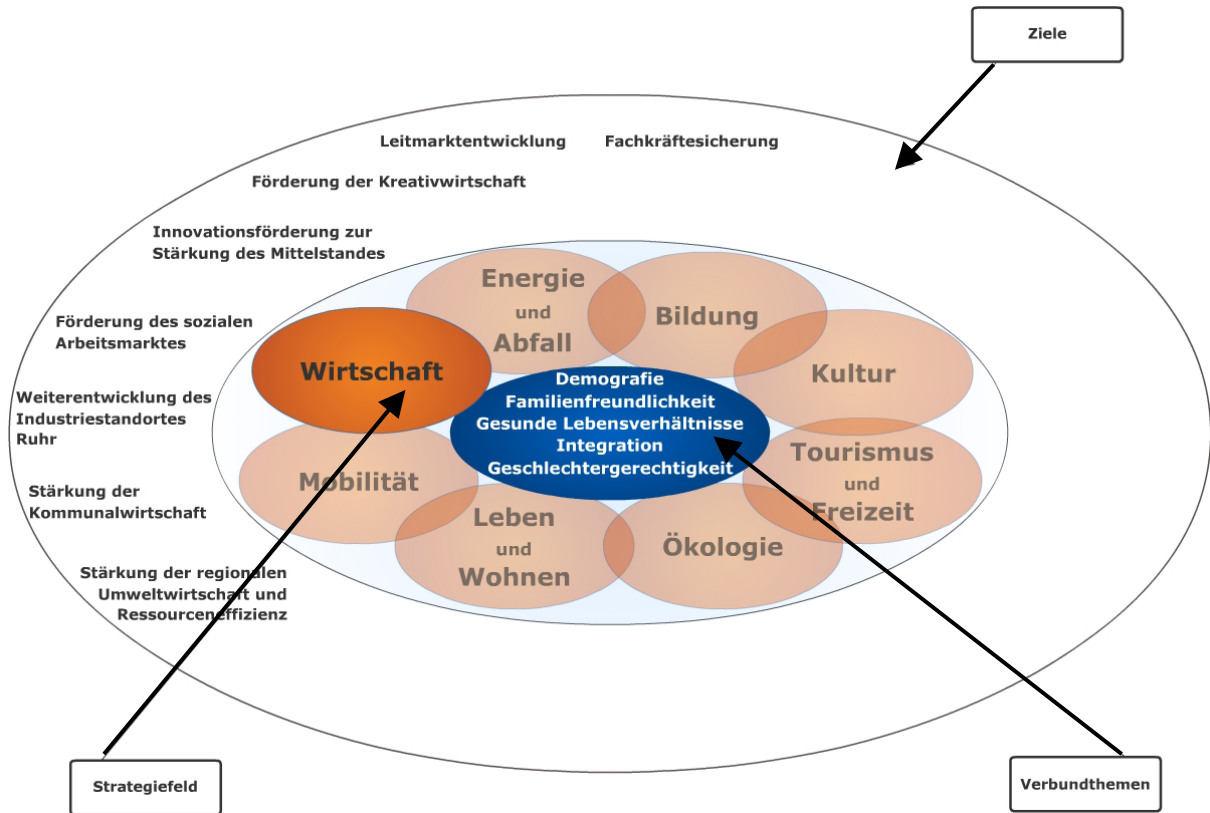 Ziele
Leitmarktentwicklung
Fachkräftesicherung
Förderung der Kreativwirtschaft
Innovationsförderung zur
Stärkung des Mittelstandes
Förderung des sozialen
Arbeitsmarktes
Weiterentwicklung des
Industriestandortes
Ruhr
Stärkung der
Kommunalwirtschaft
Stärkung der regionalen
Umweltwirtschaft und
Ressourceneffizienz
Energie
und
Abfall
Bildung
Wirtschaft
Kultur
Demografie
Familienfreundlichkeit
Gesunde Lebensverhältnisse
Integration
Geschlechtergerechtigkeit
Mobilität
Tourismus
und
Freizeit
Leben
und
Wohnen
Ökologie
Strategiefeld
Verbundthemen